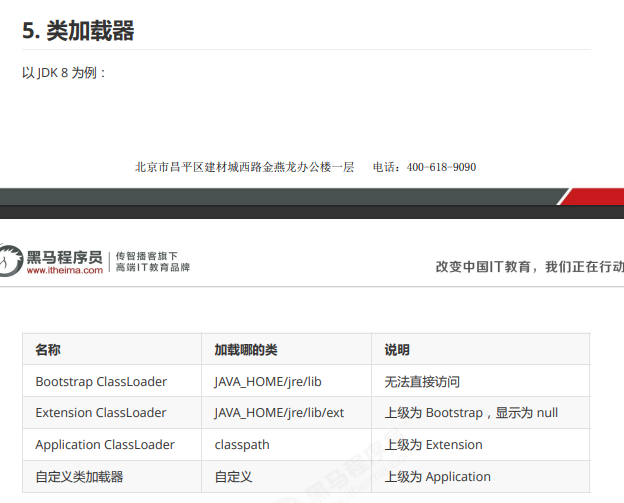 5. 类加载器
以 JDK 8 为例：
北京市昌平区建材城西路金燕龙办公楼一层 电话：400-618-9090
黑马程序员
www.itheima.com
传智播客旗下
高端IT教育品牌
改变中国IT教育，我们正在行动
名称 加载哪的类 说明
Bootstrap ClassLoader JAVA_HOME/jre/lib 无法直接访问
Extension ClassLoader JAVA_HOME/jre/lib/ext 上级为 Bootstrap，显示为 null
Application ClassLoader classpath 上级为 Extension
自定义类加载器 自定义 上级为 Application
黑马程序员